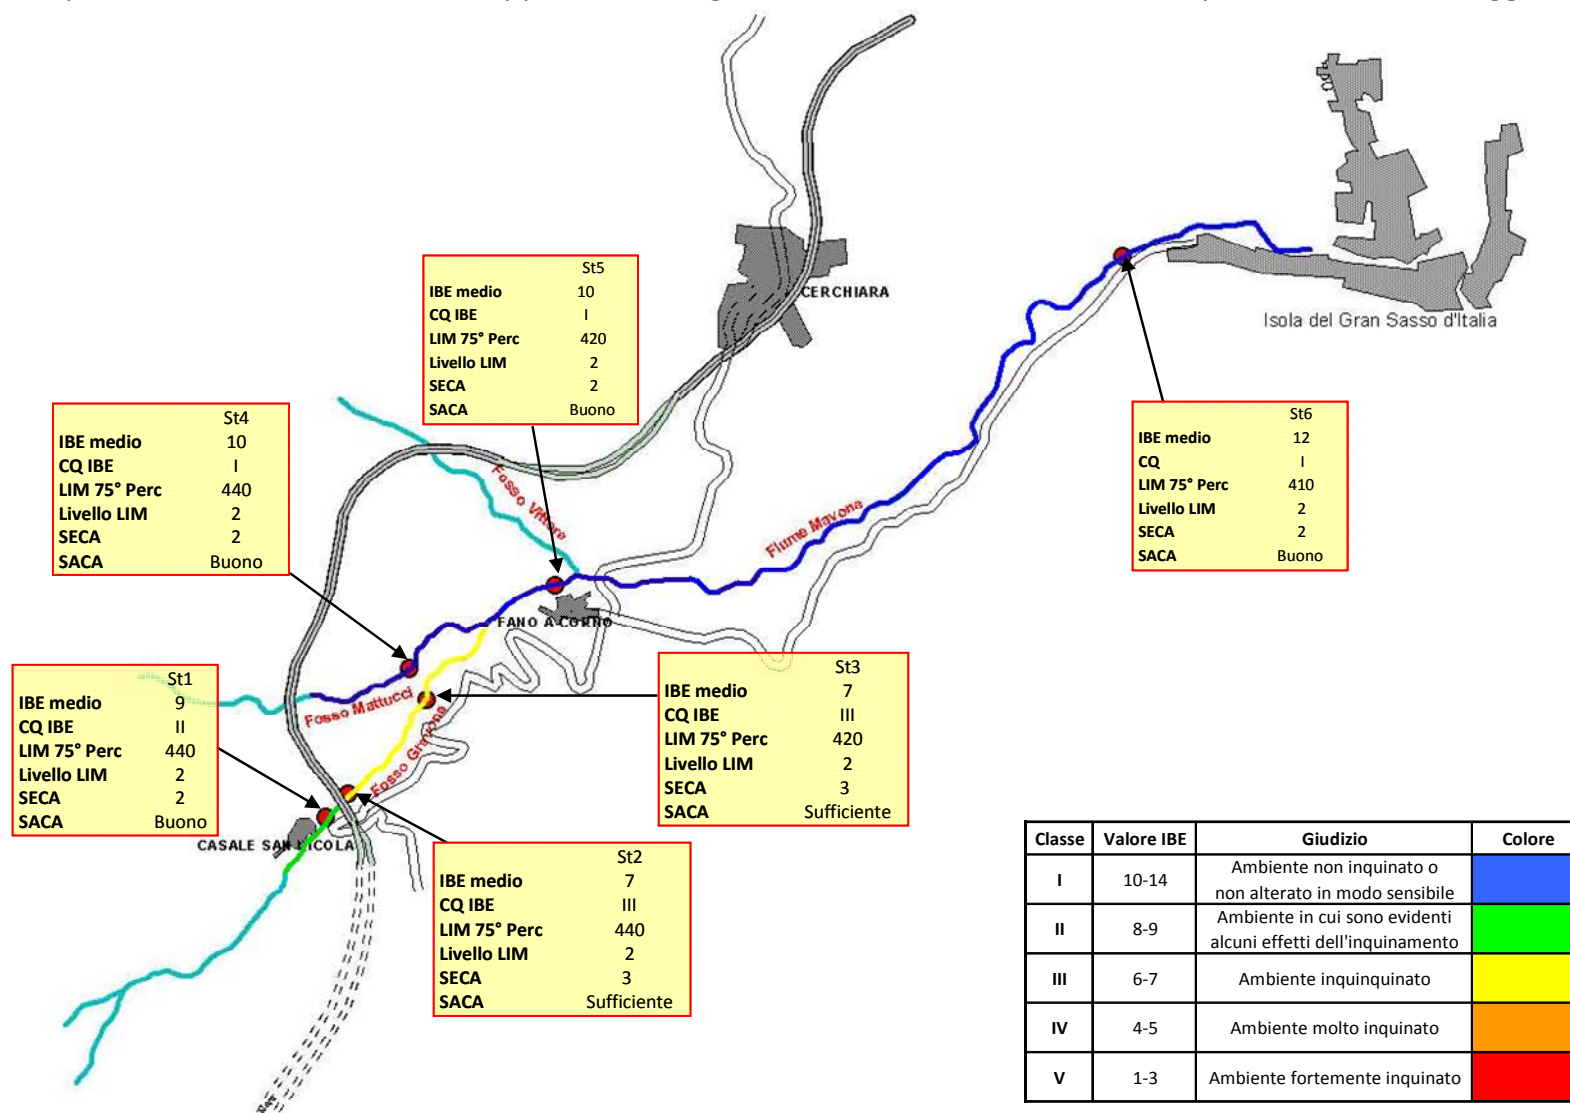 St5
IBE medio 10
CQ IBE I
LIM 75° Perc 420
Livello LIM 2
SECA 2
SACA Buono
CERCHIARA
Isola del Gran Sasso d'Italia
St4
IBE medio 10
CQ IBE I
LIM 75° Perc 440
Livello LIM 2
SECA 2
SACA Buono
St6
IBE medio 12
CQ I
LIM 75° Perc 410
Livello LIM 2
SECA 2
SACA Buono
Fosso Vittore
Fiume Mavone
FANO A CORNO
St1
IBE medio 9
CQ IBE II
LIM 75° Perc 440
Livello LIM 2
SECA 2
SACA Buono
Fosso Mattucci
Fosso Gravone
St3
IBE medio 7
CQ IBE III
LIM 75° Perc 420
Livello LIM 2
SECA 3
SACA Sufficiente
CASALE SAN NICOLA
St2
IBE medio 7
CQ IBE III
LIM 75° Perc 440
Livello LIM 2
SECA 3
SACA Sufficiente
Classe Valore IBE Giudizio Colore
I 10-14 Ambiente non inquinato o
non alterato in modo sensibile
II 8-9 Ambiente in cui sono evidenti
alcuni effetti dell'inquinamento
III 6-7 Ambiente inquinquinato
IV 4-5 Ambiente molto inquinato
V 1-3 Ambiente fortemente inquinato